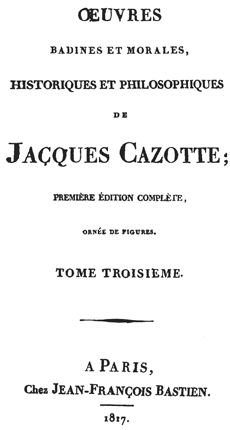 ŒUVRES
BADINES ET MORALES,
HISTORIQUES ET PHILOSOPHIQUES
DE
JAÇQUES CAZOTTE;
PREMIÈRE ÉDITION COMPLÈTE,
ORNÉE DE FIGURES.
TOME TROISIEME.
A PARIS,
Chez JEAN-FRANÇOIS BASTIEN.
1817.